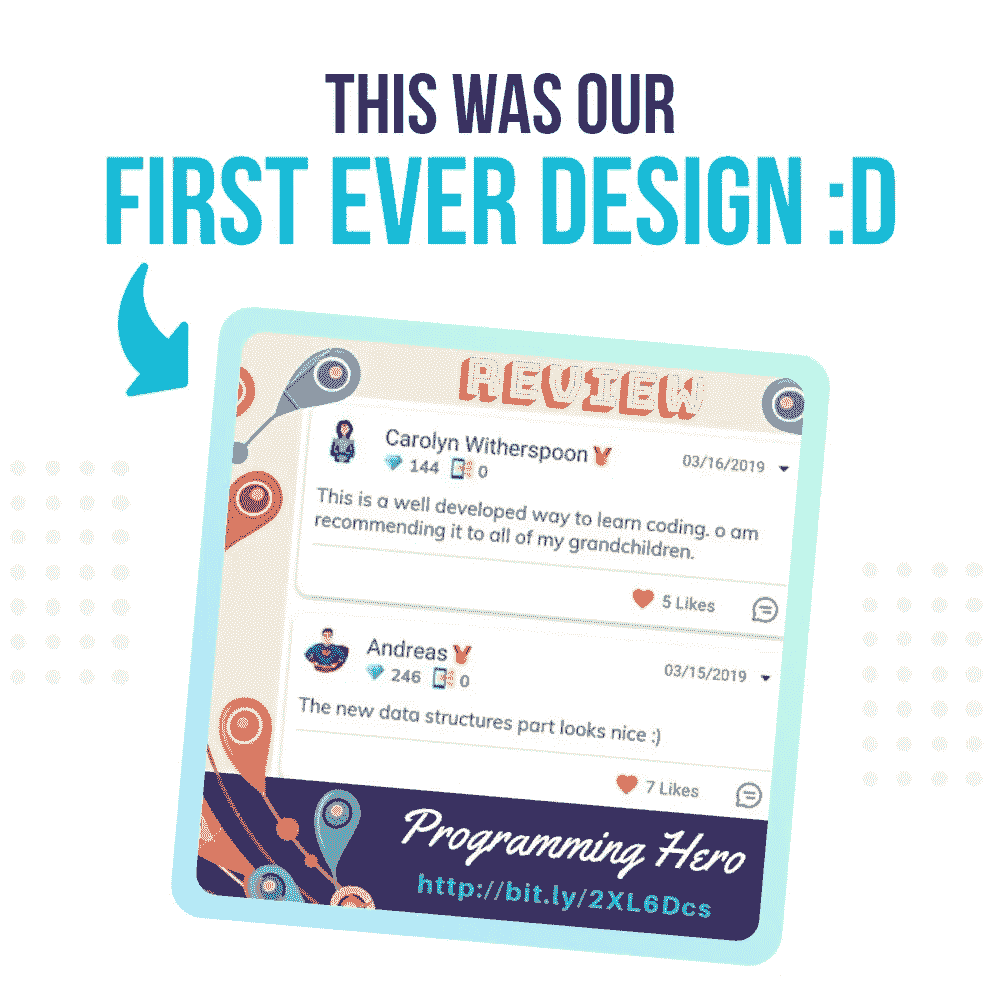 THIS WAS OUR
FIRST EVER DESIGN :D
REVIEW
Carolyn Witherspoon
03/16/2019
144 0
This is a well developed way to learn coding. o am
recommending it to all of my grandchildren.
5 Likes
Andreas
03/15/2019
246 0
The new data structures part looks nice :)
7 Likes
Programming Hero
http://bit.ly/2XL6Dcs